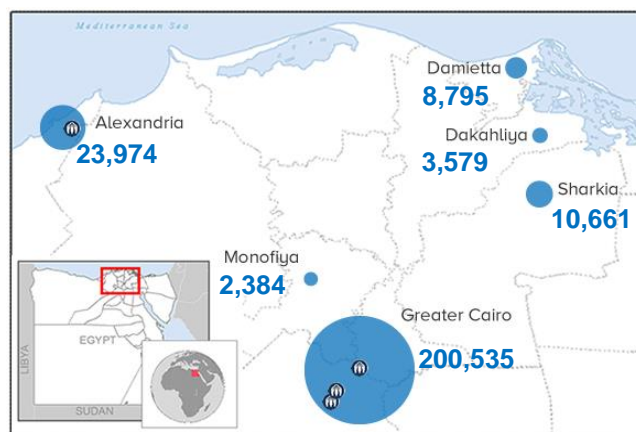 Mediterranean Sea
Damietta
8,795
Alexandria
23,974
Dakahliya
3,579
Sharkia
10,661
Monofiya
2,384
Greater Cairo
200,535
LIBYA
EGYPT
SUDAN